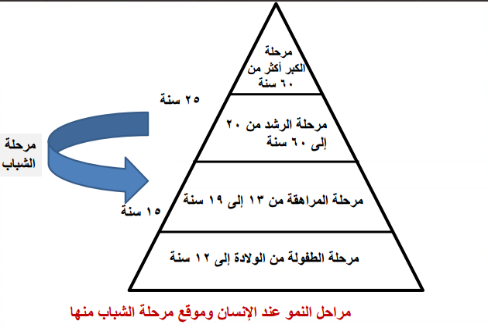 مرحلة
الكبر أكثر من
٦٠ سنة
٢٥ سنة
مرحلة الرشد من ٢٠
إلى ٦٠ سنة
مرحلة
الشباب
مرحلة المراهقة من ١٣ إلى ١٩ سنة
١٥ سنة
مرحلة الطفولة من الولادة إلى ١٢ سنة
مراحل النمو عند الإنسان وموقع مرحلة الشباب منها